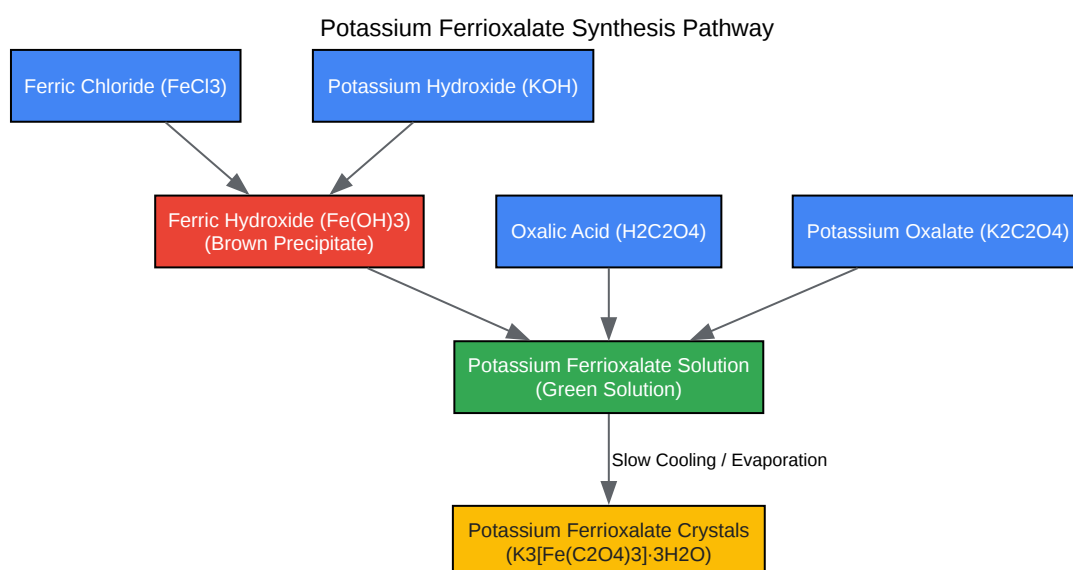 Potassium Ferrioxalate Synthesis Pathway
Ferric Chloride (FeCl3)
Potassium Hydroxide (KOH)
Ferric Hydroxide (Fe(OH)3)
(Brown Precipitate)
Oxalic Acid (H2C2O4)
Potassium Oxalate (K2C2O4)
Potassium Ferrioxalate Solution
(Green Solution)
Slow Cooling / Evaporation
Potassium Ferrioxalate Crystals
(K3[Fe(C2O4)3]·3H2O)